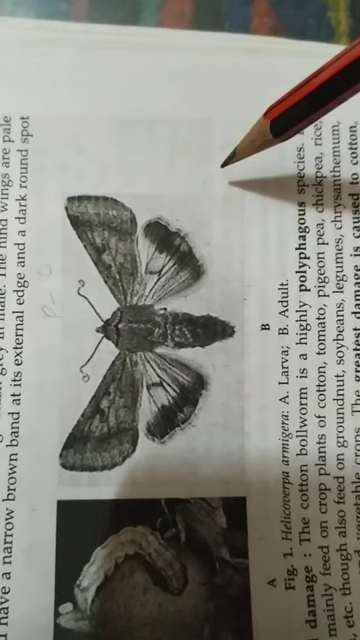 have a narrow brown band at its external edge and a dark round spot
in male. The hind wings are pale
A
B
Fig. 1. Helicoverpa armigera: A. Larva; B. Adult.
damage : The cotton bollworm is a highly polyphagous species.
mainly feed on crop plants of cotton, tomato, pigeon pea, chickpea, rice,
etc. though also feed on groundnut, soybeans, legumes, chrysanthemum,
vegetable crops. The greatest damage is caused to cotton,